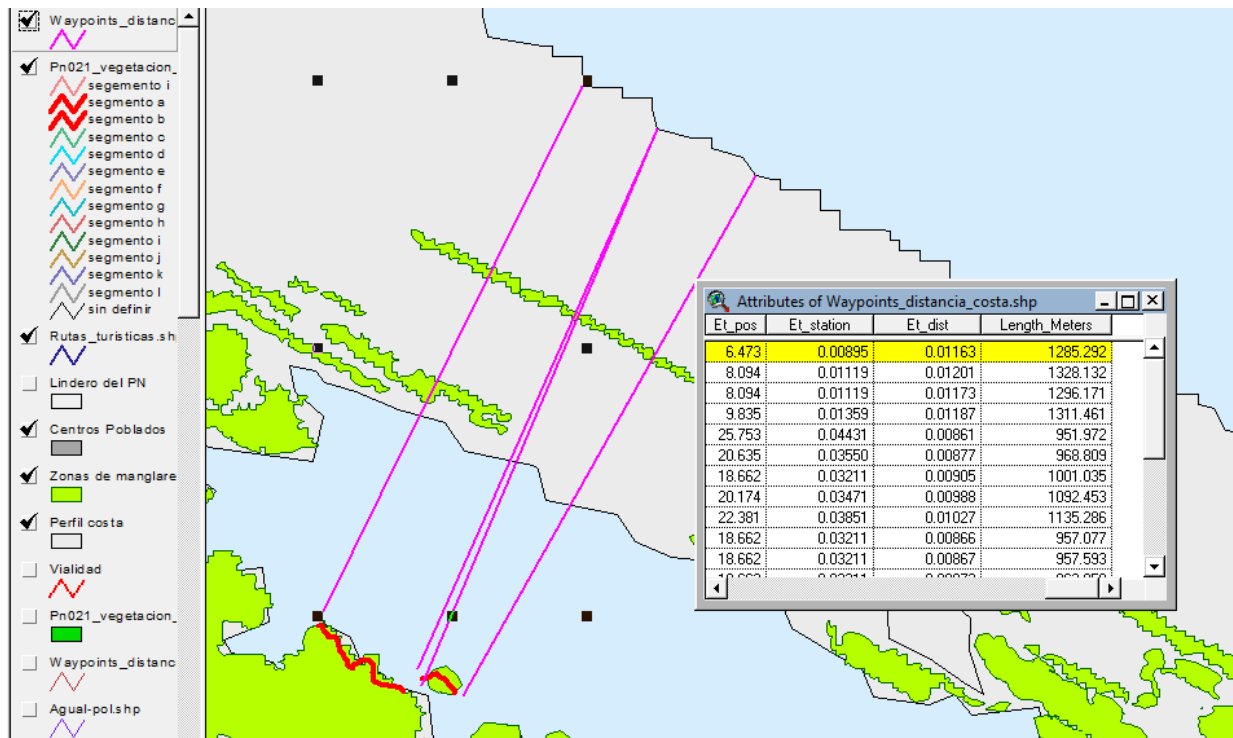 Waypoints_distanc
Pn021_vegetacion_
segemento i
segmento a
segmento b
segmento c
segmento d
segmento e
segmento f
segmento g
segmento h
segmento i
segmento j
segmento k
segmento l
sin definir
Rutas_turisticas.sh
Lindero del PN
Centros Poblados
Zonas de manglare
Perfil costa
Vialidad
Pn021_vegetacion_
Waypoints_distanc
Agual-pol.shp
Attributes of Waypoints_distancia_costa.shp
Et_pos Et_station Et_dist Length_Meters
6.473 0.00895 0.01163 1285.292
8.094 0.01119 0.01201 1328.132
8.094 0.01119 0.01173 1296.171
9.835 0.01359 0.01187 1311.461
25.753 0.04431 0.00861 951.972
20.635 0.03550 0.00877 968.809
18.662 0.03211 0.00905 1001.035
20.174 0.03471 0.00988 1092.453
22.381 0.03851 0.01027 1135.286
18.662 0.03211 0.00866 957.077
18.662 0.03211 0.00867 957.593